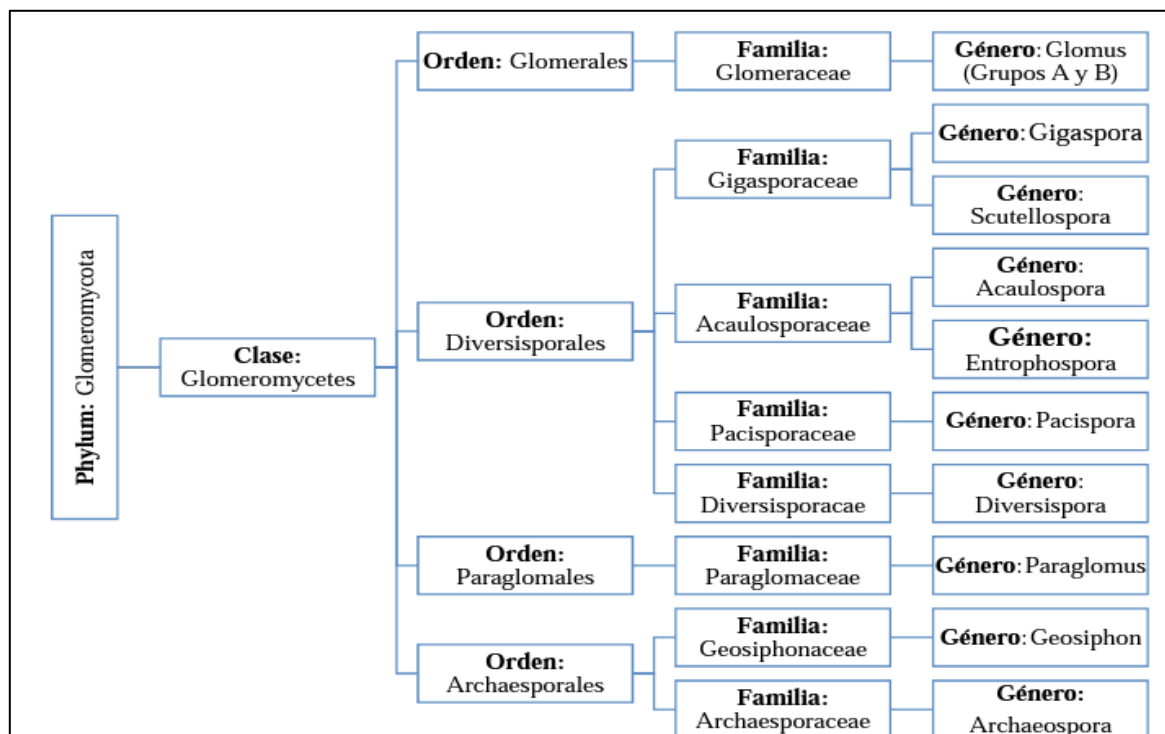 Phylum: Glomeromycota
Clase:
Glomeromycetes
Orden: Glomerales
Familia:
Glomeraceae
Género: Glomus
(Grupos A y B)
Orden:
Diversisporales
Familia:
Gigasporaceae
Género: Gigaspora
Género:
Scutellospora
Familia:
Acaulosporaceae
Género:
Acaulospora
Género:
Entrophospora
Familia:
Pacisporaceae
Género: Pacispora
Familia:
Diversisporacae
Género:
Diversispora
Orden:
Paraglomales
Familia:
Paraglomaceae
Género: Paraglomus
Orden:
Archaesporales
Familia:
Geosiphonaceae
Género: Geosiphon
Familia:
Archaesporaceae
Género:
Archaeospora